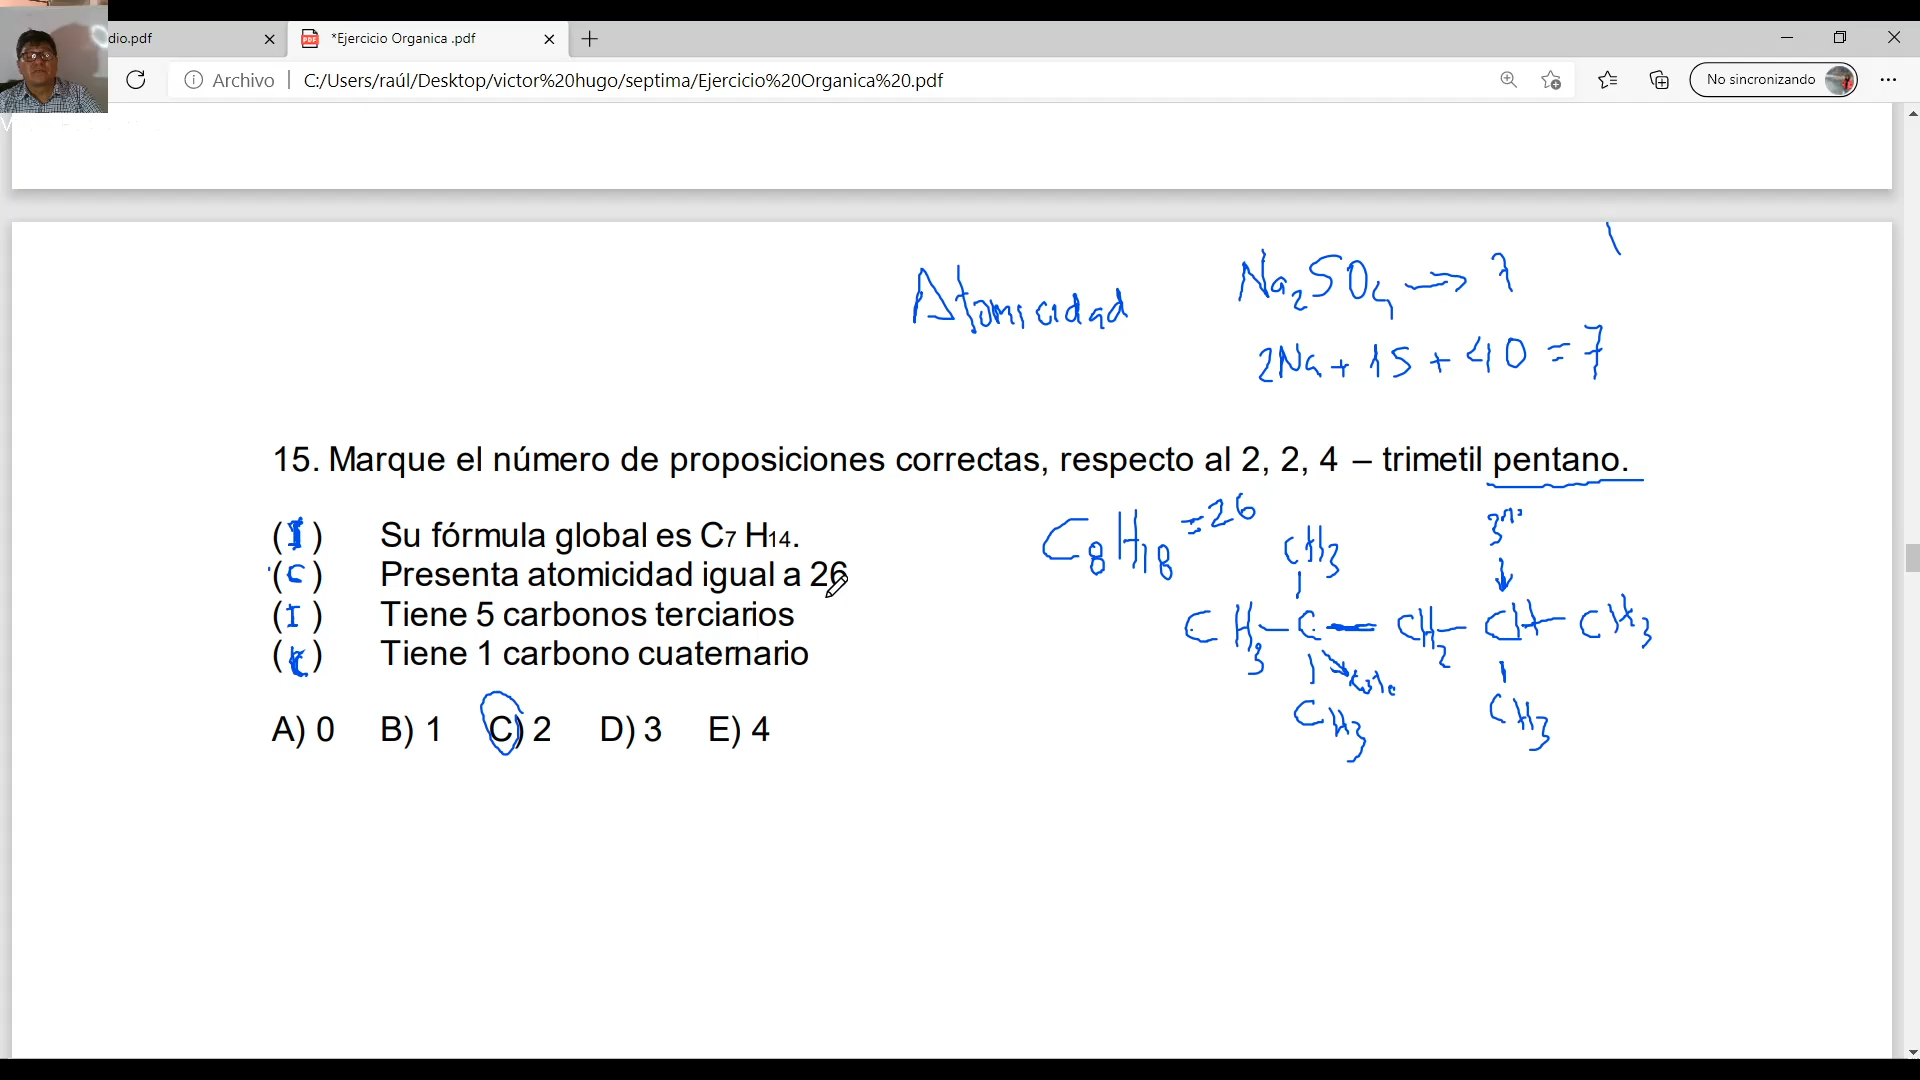 dio.pdf
*Ejercicio Organica .pdf
Archivo
C:/Users/raúl/Desktop/victor%20hugo/septima/Ejercicio%20Organica%20.pdf
No sincronizando
Atomicidad
Na2SO4 → 7
2Na + 1S + 4O = 7
15. Marque el número de proposiciones correctas, respecto al 2, 2, 4 – trimetil pentano.
(I) Su fórmula global es C7 H14.
(C) Presenta atomicidad igual a 26
(I) Tiene 5 carbonos terciarios
(C) Tiene 1 carbono cuaternario
A) 0 B) 1 C) 2 D) 3 E) 4
C8H18 = 26
CH3
CH3 – C – CH2 – CH – CH3
CH3 CH3